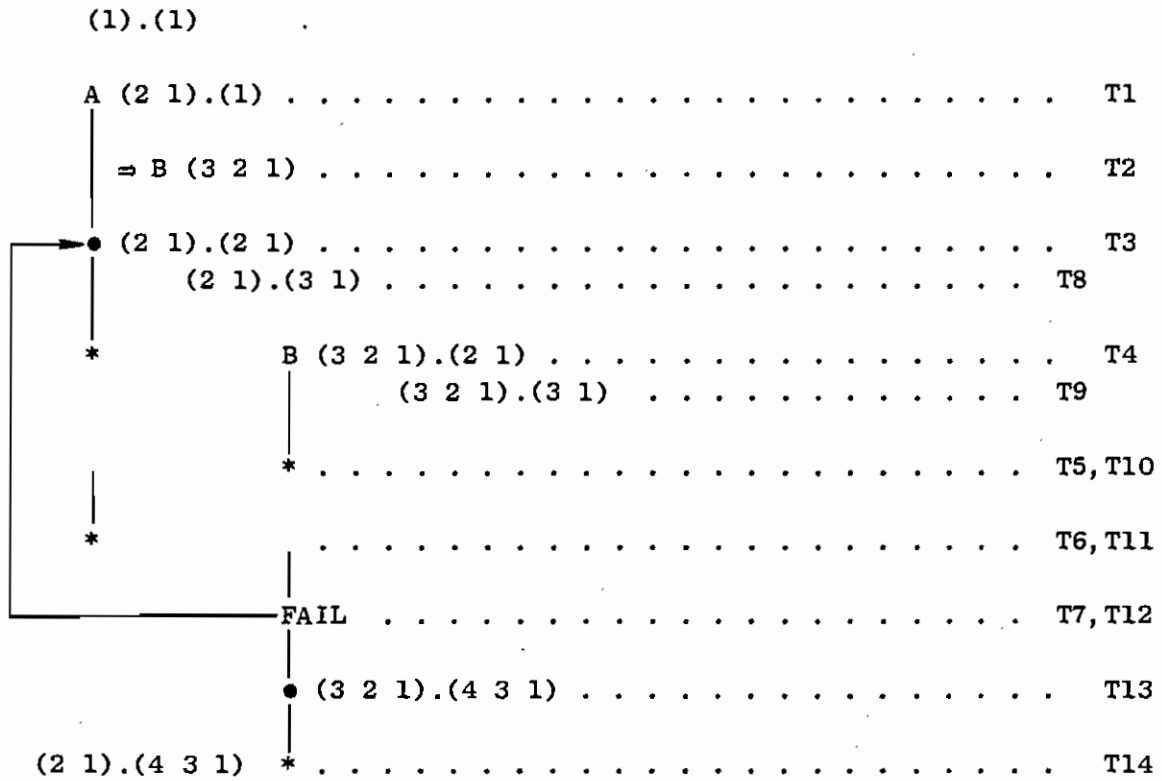 (1).(1)
A (2 1).(1) . . . . . . . . . . . . . . . . . . . . . . . . T1
⇒ B (3 2 1) . . . . . . . . . . . . . . . . . . . . . . . T2
(2 1).(2 1) . . . . . . . . . . . . . . . . . . . . . . . T3
(2 1).(3 1) . . . . . . . . . . . . . . . . . . . . T8
* B (3 2 1).(2 1) . . . . . . . . . . . . . . . . T4
(3 2 1).(3 1) . . . . . . . . . . . . T9
* . . . . . . . . . . . . . . . . . . . . . . T5,T10
* . . . . . . . . . . . . . . . . . . . . . . T6,T11
FAIL . . . . . . . . . . . . . . . . . . . . T7,T12
(3 2 1).(4 3 1) . . . . . . . . . . . . . . . T13
(2 1).(4 3 1) * . . . . . . . . . . . . . . . . . . . . . . . T14